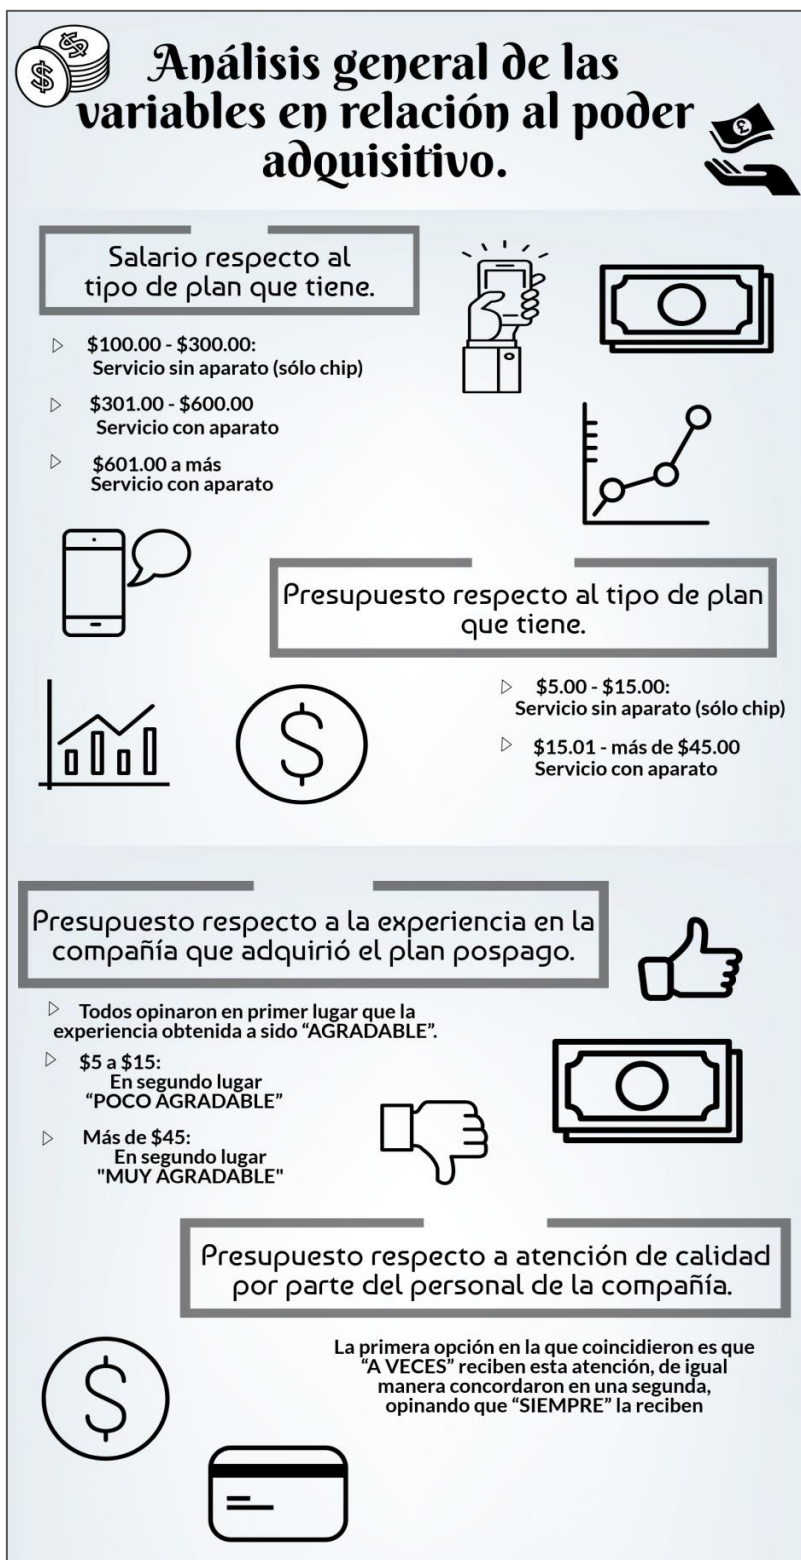 Análisis general de las
variables en relación al poder
adquisitivo.
Salario respecto al
tipo de plan que tiene.
$100.00 - $300.00:
Servicio sin aparato (sólo chip)
$301.00 - $600.00
Servicio con aparato
$601.00 a más
Servicio con aparato
Presupuesto respecto al tipo de plan
que tiene.
$5.00 - $15.00:
Servicio sin aparato (sólo chip)
$15.01 - más de $45.00
Servicio con aparato
Presupuesto respecto a la experiencia en la
compañía que adquirió el plan pospago.
Todos opinaron en primer lugar que la
experiencia obtenida a sido “AGRADABLE”.
$5 a $15:
En segundo lugar
“POCO AGRADABLE”
Más de $45:
En segundo lugar
"MUY AGRADABLE"
Presupuesto respecto a atención de calidad
por parte del personal de la compañía.
La primera opción en la que coincidieron es que
“A VECES” reciben esta atención, de igual
manera concordaron en una segunda,
opinando que “SIEMPRE” la reciben